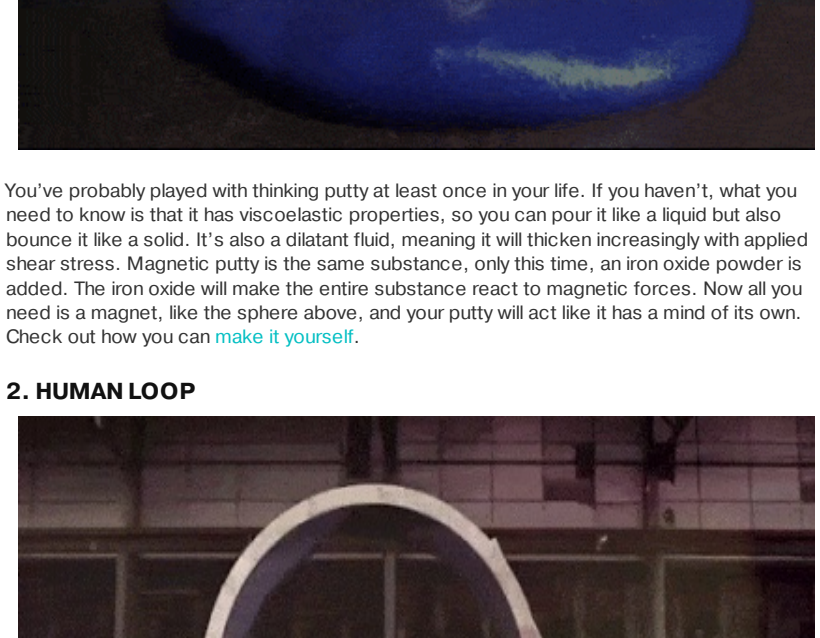 You've probably played with thinking putty at least once in your life. If you haven't, what you
need to know is that it has viscoelastic properties, so you can pour it like a liquid but also
bounce it like a solid. It's also a dilatant fluid, meaning it will thicken increasingly with applied
shear stress. Magnetic putty is the same substance, only this time, an iron oxide powder is
added. The iron oxide will make the entire substance react to magnetic forces. Now all you
need is a magnet, like the sphere above, and your putty will act like it has a mind of its own.
Check out how you can make it yourself.
2. HUMAN LOOP